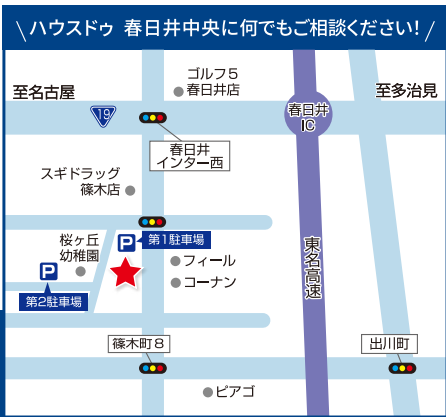 ハウスドゥ 春日井中央に何でもご相談ください!
ゴルフ5
春日井店
至名古屋
至多治見
19
春日井
IC
春日井
インター西
スギドラッグ
篠木店
桜ヶ丘
幼稚園
P
第1駐車場
フィール
コーナン
P
第2駐車場
東名高速
篠木町8
出川町
ピアゴ